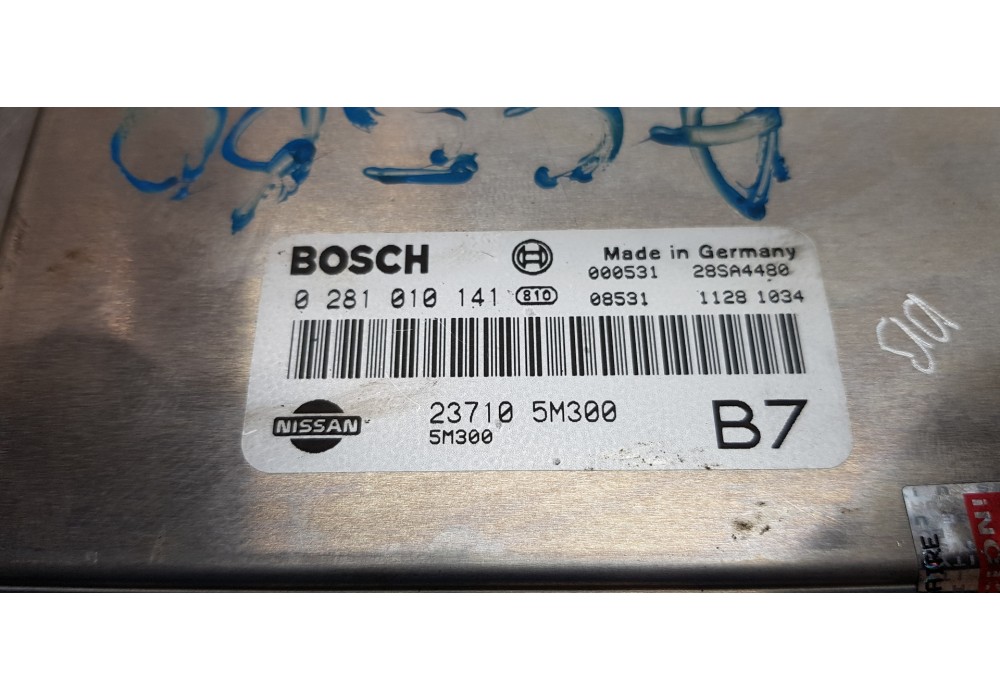 BOSCH Made in Germany
000531 28SA4480
0 281 010 141 810 08531 1128 1034
NISSAN 23710 5M300 B7
5M300